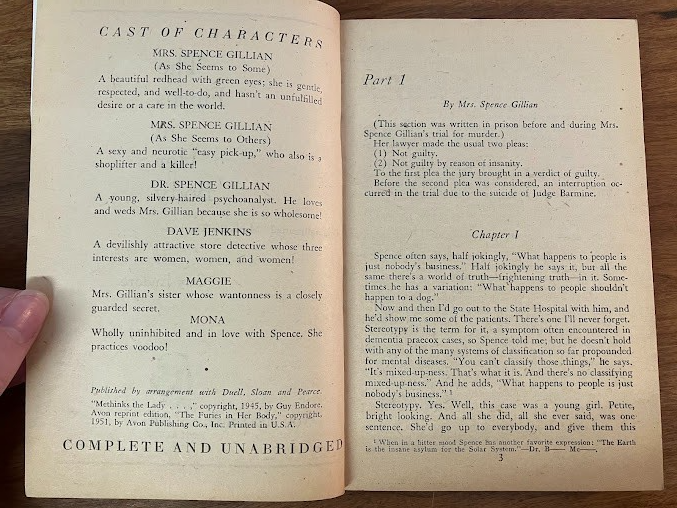 CAST OF CHARACTERS
MRS. SPENCE GILLIAN
(As She Seems to Some)
A beautiful redhead with green eyes; she is gentle,
respected, and well-to-do, and hasn't an unfulfilled
desire or a care in the world.
MRS. SPENCE GILLIAN
(As She Seems to Others)
A sexy and neurotic "easy pick-up," who also is a
shoplifter and a killer!
DR. SPENCE GILLIAN
A young, silvery-haired psychoanalyst. He loves
and weds Mrs. Gillian because she is so wholesome!
DAVE JENKINS
A devilishly attractive store detective whose three
interests are women, women, and women!
MAGGIE
Mrs. Gillian's sister whose wantonness is a closely
guarded secret.
MONA
Wholly uninhibited and in love with Spence. She
practices voodoo!
Published by arrangement with Duell, Sloan and Pearce.
"Methinks the Lady . . . ," copyright, 1945, by Guy Endore.
Avon reprint edition, "The Furies in Her Body," copyright,
1951, by Avon Publishing Co., Inc. Printed in U.S.A.
COMPLETE AND UNABRIDGED
Part 1
By Mrs. Spence Gillian
(This section was written in prison before and during Mrs.
Spence Gillian's trial for murder.)
Her lawyer made the usual two pleas:
(1) Not guilty.
(2) Not guilty by reason of insanity.
To the first plea the jury brought in a verdict of guilty.
Before the second plea was considered, an interruption oc-
curred in the trial due to the suicide of Judge Barmine.
Chapter I
Spence often says, half jokingly, "What happens to people is
just nobody's business." Half jokingly he says it, but all the
same there's a world of truth—frightening truth—in it. Some-
times he has a variation: "What happens to people shouldn't
happen to a dog."
Now and then I'd go out to the State Hospital with him, and
he'd show me some of the patients. There's one I'll never forget.
Stereotypy is the term for it, a symptom often encountered in
dementia praecox cases, so Spence told me; but he doesn't hold
with any of the many systems of classification so far propounded
for mental diseases. "You can't classify those things," he says.
"It's mixed-up-ness. That's what it is. And there's no classifying
mixed-up-ness." And he adds, "What happens to people is just
nobody's business." ¹
Stereotypy. Yes. Well, this case was a young girl. Petite,
bright looking. And all she did, all she ever said, was one
sentence. She'd go up to everybody, and give them this
¹ When in a bitter mood Spence has another favorite expression: "The Earth
is the insane asylum for the Solar System."—Dr. B—— Mc——.
3